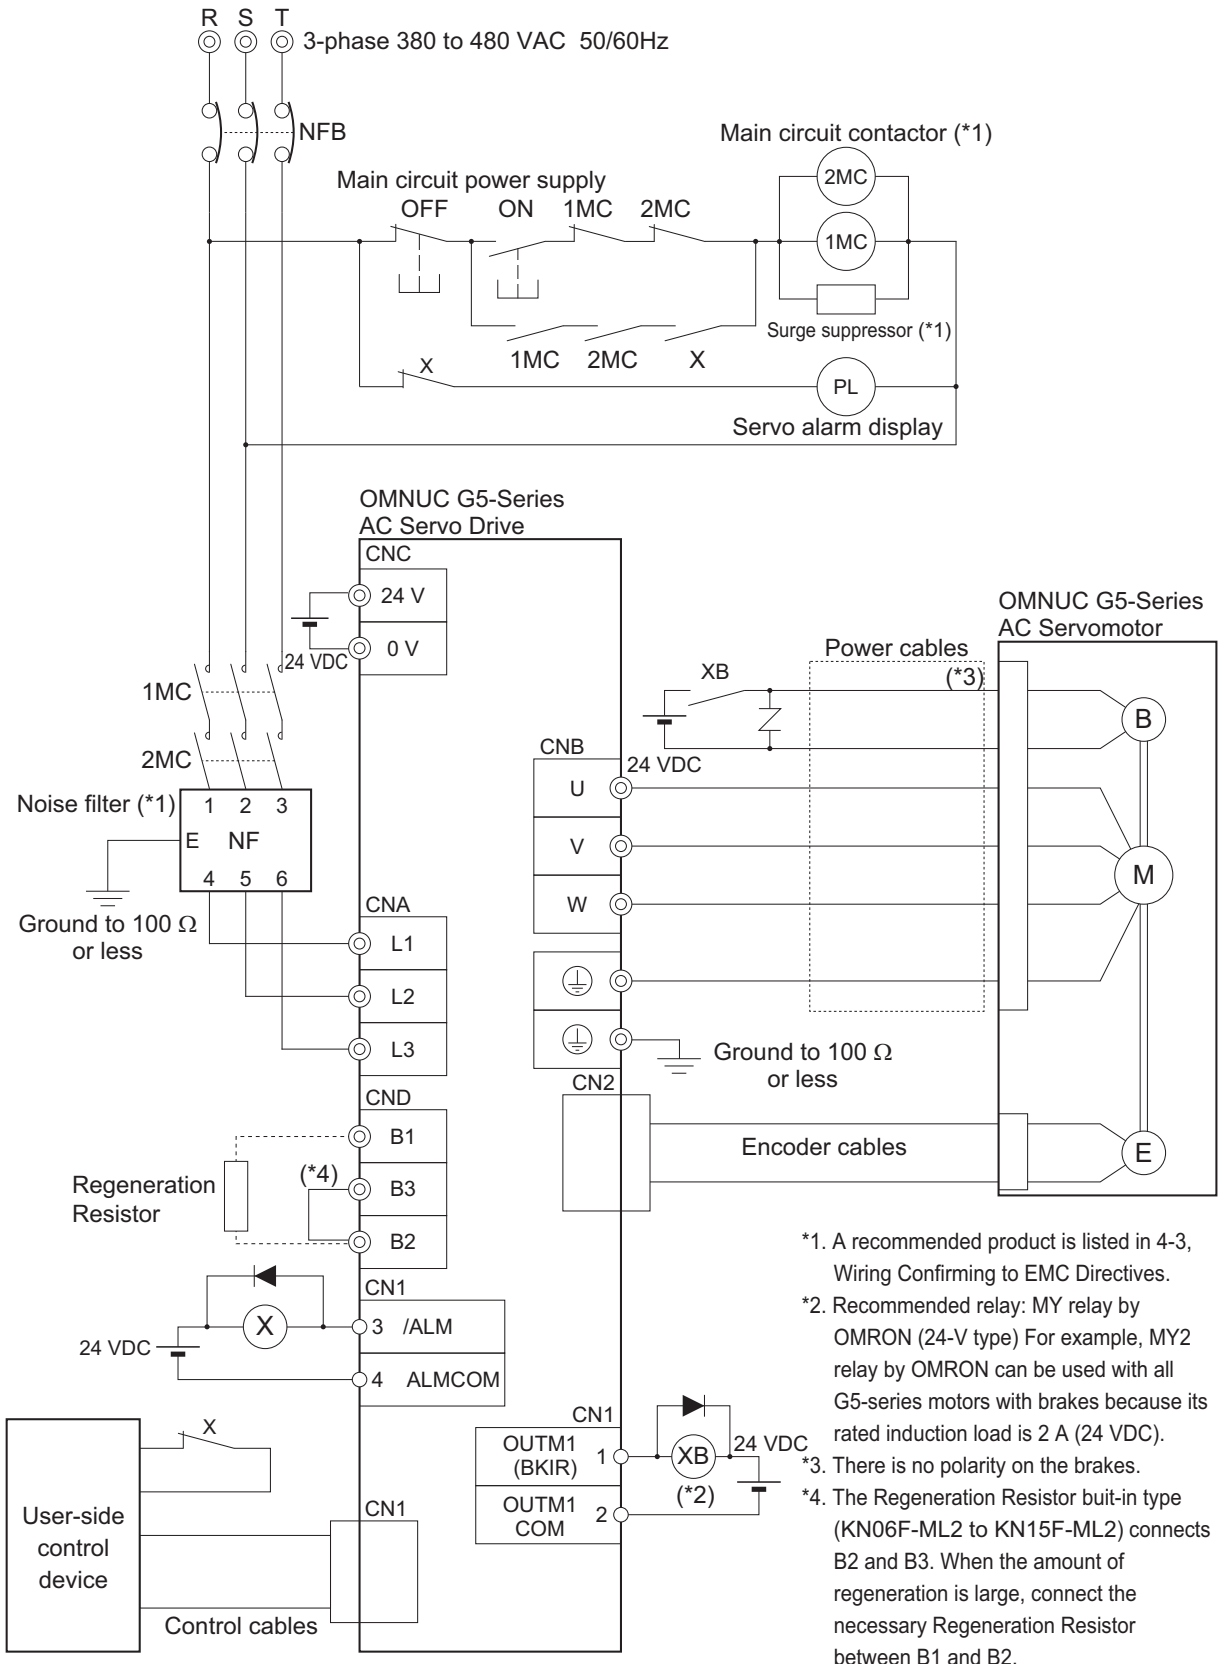 R S T
3-phase 380 to 480 VAC 50/60Hz
NFB
Main circuit contactor (*1)
2MC
Main circuit power supply
OFF ON 1MC 2MC
1MC
Surge suppressor (*1)
1MC 2MC X
X
PL
Servo alarm display
OMNUC G5-Series
AC Servo Drive
CNC
24 V
0 V
24 VDC
OMNUC G5-Series
AC Servomotor
Power cables
(*3)
XB
1MC
B
2MC
CNB
24 VDC
U
Noise filter (*1)
1 2 3
E NF
4 5 6
V
M
W
Ground to 100 Ω
or less
CNA
L1
L2
L3
Ground to 100 Ω
or less
CN2
CND
B1
Encoder cables
E
(*4)
Regeneration
Resistor
B3
B2
CN1
X
3 /ALM
24 VDC
4 ALMCOM
*1. A recommended product is listed in 4-3,
Wiring Confirming to EMC Directives.
*2. Recommended relay: MY relay by
OMRON (24-V type) For example, MY2
relay by OMRON can be used with all
G5-series motors with brakes because its
rated induction load is 2 A (24 VDC).
*3. There is no polarity on the brakes.
*4. The Regeneration Resistor buit-in type
(KN06F-ML2 to KN15F-ML2) connects
B2 and B3. When the amount of
regeneration is large, connect the
necessary Regeneration Resistor
between B1 and B2.
CN1
OUTM1
(BKIR)
1
XB
24 VDC
(*2)
OUTM1
COM
2
X
User-side
control
device
CN1
Control cables